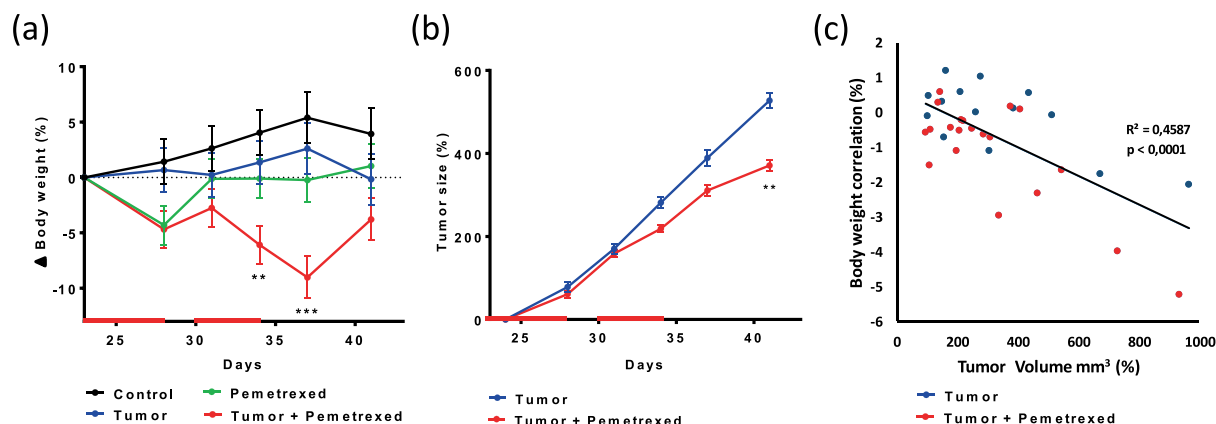 (a)
(b)
(c)
10
5
0
-5
-10
▲ Body weight (%)
**
***
25
30
35
40
Days
Control
Pemetrexed
Tumor
Tumor + Pemetrexed
600
400
200
0
Tumor size (%)
**
25
30
35
40
Days
Tumor
Tumor + Pemetrexed
2
1
0
-1
-2
-3
-4
-5
-6
Body weight correlation (%)
R² = 0,4587
p < 0,0001
0
200
400
600
800
1000
Tumor Volume mm³ (%)
Tumor
Tumor + Pemetrexed